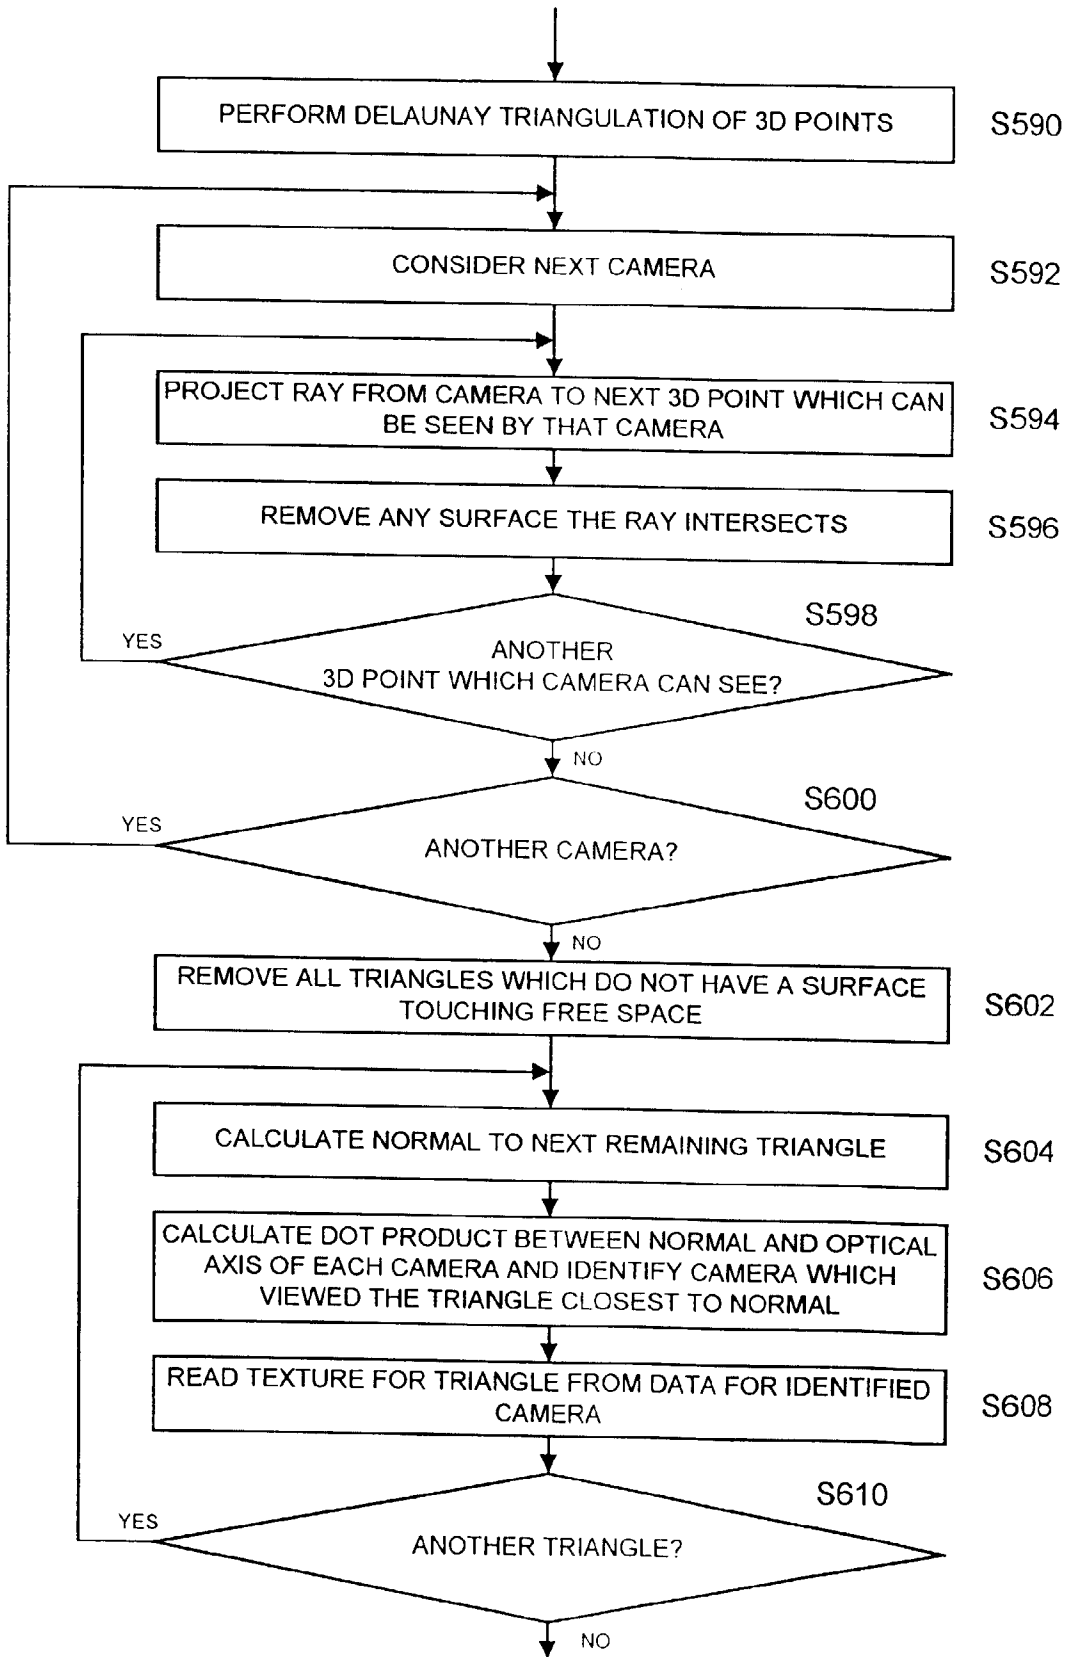 PERFORM DELAUNAY TRIANGULATION OF 3D POINTS
S590
CONSIDER NEXT CAMERA
S592
PROJECT RAY FROM CAMERA TO NEXT 3D POINT WHICH CAN
BE SEEN BY THAT CAMERA
S594
REMOVE ANY SURFACE THE RAY INTERSECTS
S596
S598
YES
ANOTHER
3D POINT WHICH CAMERA CAN SEE?
NO
S600
YES
ANOTHER CAMERA?
NO
REMOVE ALL TRIANGLES WHICH DO NOT HAVE A SURFACE
TOUCHING FREE SPACE
S602
CALCULATE NORMAL TO NEXT REMAINING TRIANGLE
S604
CALCULATE DOT PRODUCT BETWEEN NORMAL AND OPTICAL
AXIS OF EACH CAMERA AND IDENTIFY CAMERA WHICH
VIEWED THE TRIANGLE CLOSEST TO NORMAL
S606
READ TEXTURE FOR TRIANGLE FROM DATA FOR IDENTIFIED
CAMERA
S608
S610
YES
ANOTHER TRIANGLE?
NO